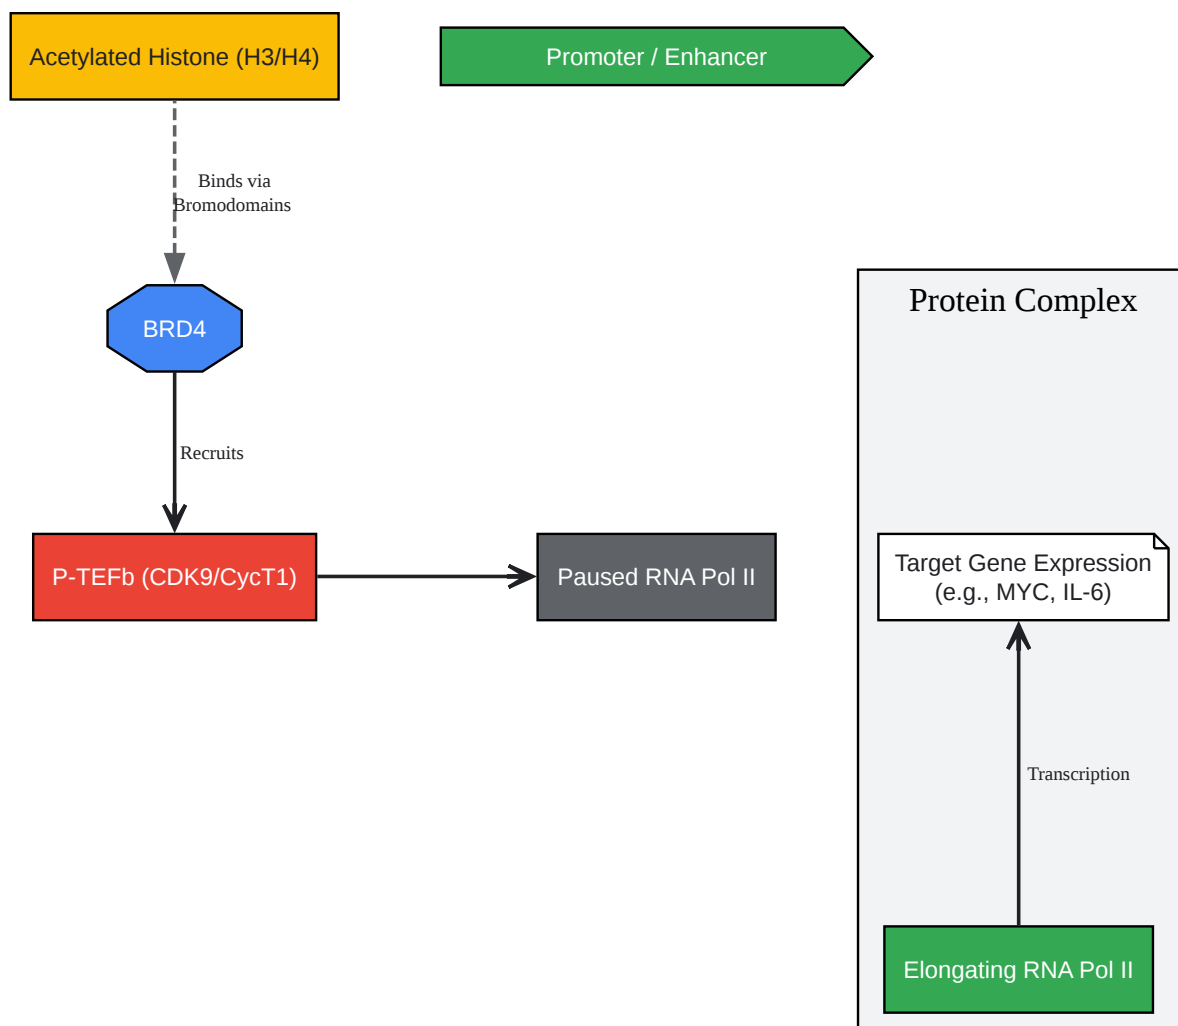 Acetylated Histone (H3/H4)
Promoter / Enhancer
Binds via
Bromodomains
Protein Complex
BRD4
Recruits
P-TEFb (CDK9/CycT1)
Paused RNA Pol II
Target Gene Expression
(e.g., MYC, IL-6)
Transcription
Elongating RNA Pol II